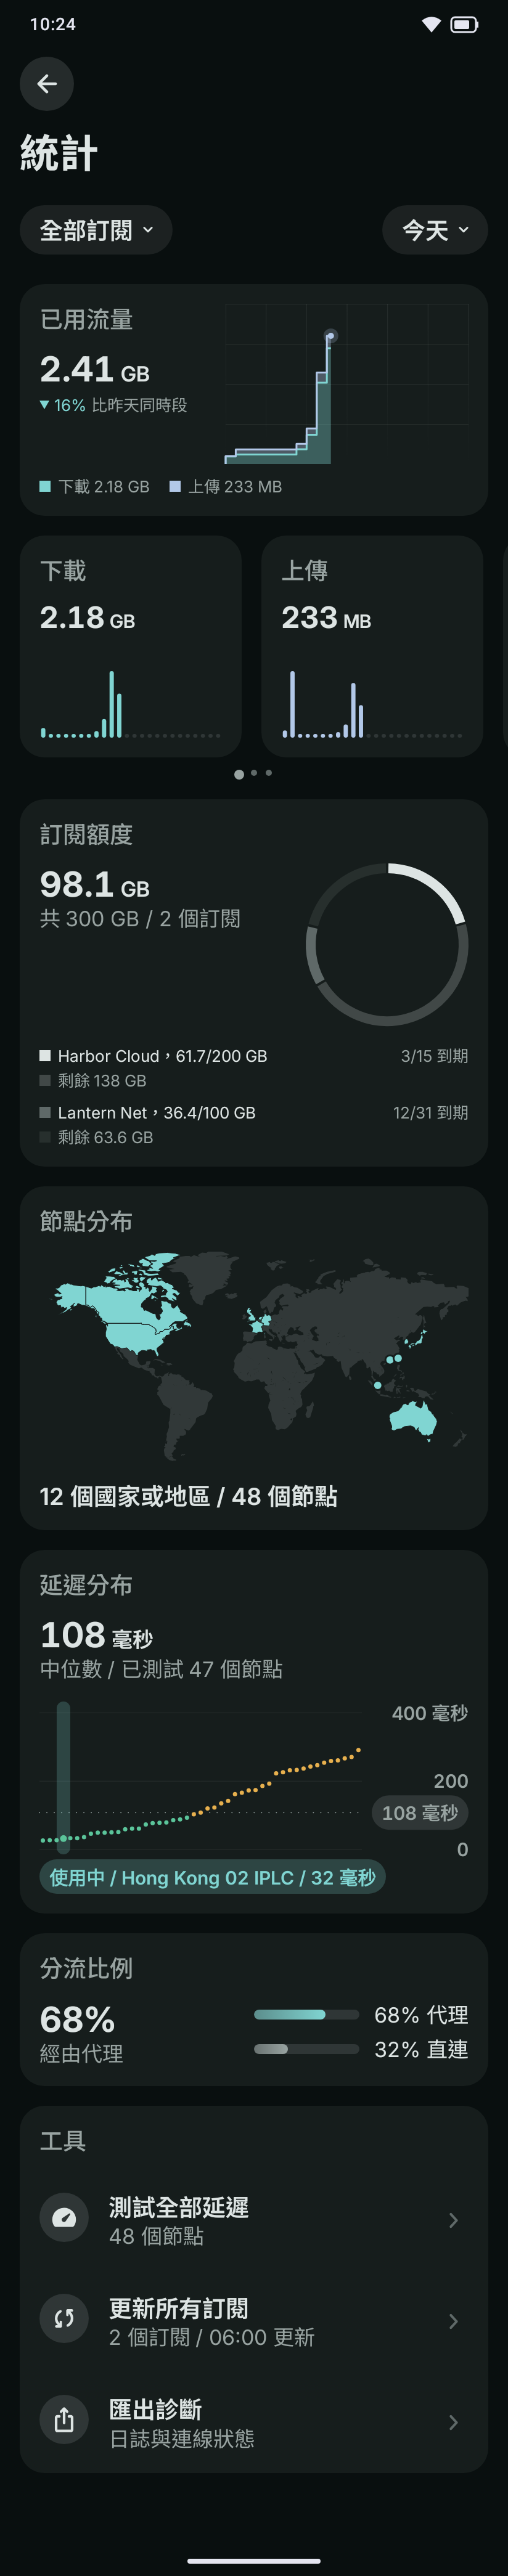 10:24
統計
全部訂閱
今天
已用流量
2.41 GB
▼ 16% 比昨天同時段
下載 2.18 GB
上傳 233 MB
下載
2.18 GB
上傳
233 MB
訂閱額度
98.1 GB
共 300 GB / 2 個訂閱
Harbor Cloud，61.7/200 GB
3/15 到期
剩餘 138 GB
Lantern Net，36.4/100 GB
12/31 到期
剩餘 63.6 GB
節點分布
12 個國家或地區 / 48 個節點
延遲分布
108 毫秒
中位數 / 已測試 47 個節點
400 毫秒
200
108 毫秒
0
使用中 / Hong Kong 02 IPLC / 32 毫秒
分流比例
68%
經由代理
68% 代理
32% 直連
工具
測試全部延遲
48 個節點
更新所有訂閱
2 個訂閱 / 06:00 更新
匯出診斷
日誌與連線狀態